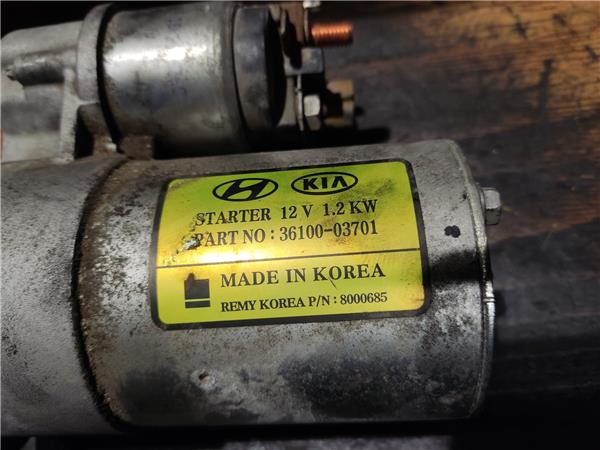 KIA
STARTER 12 V 1.2 KW
PART NO : 36100-03701
MADE IN KOREA
REMY KOREA P/N : 8000685